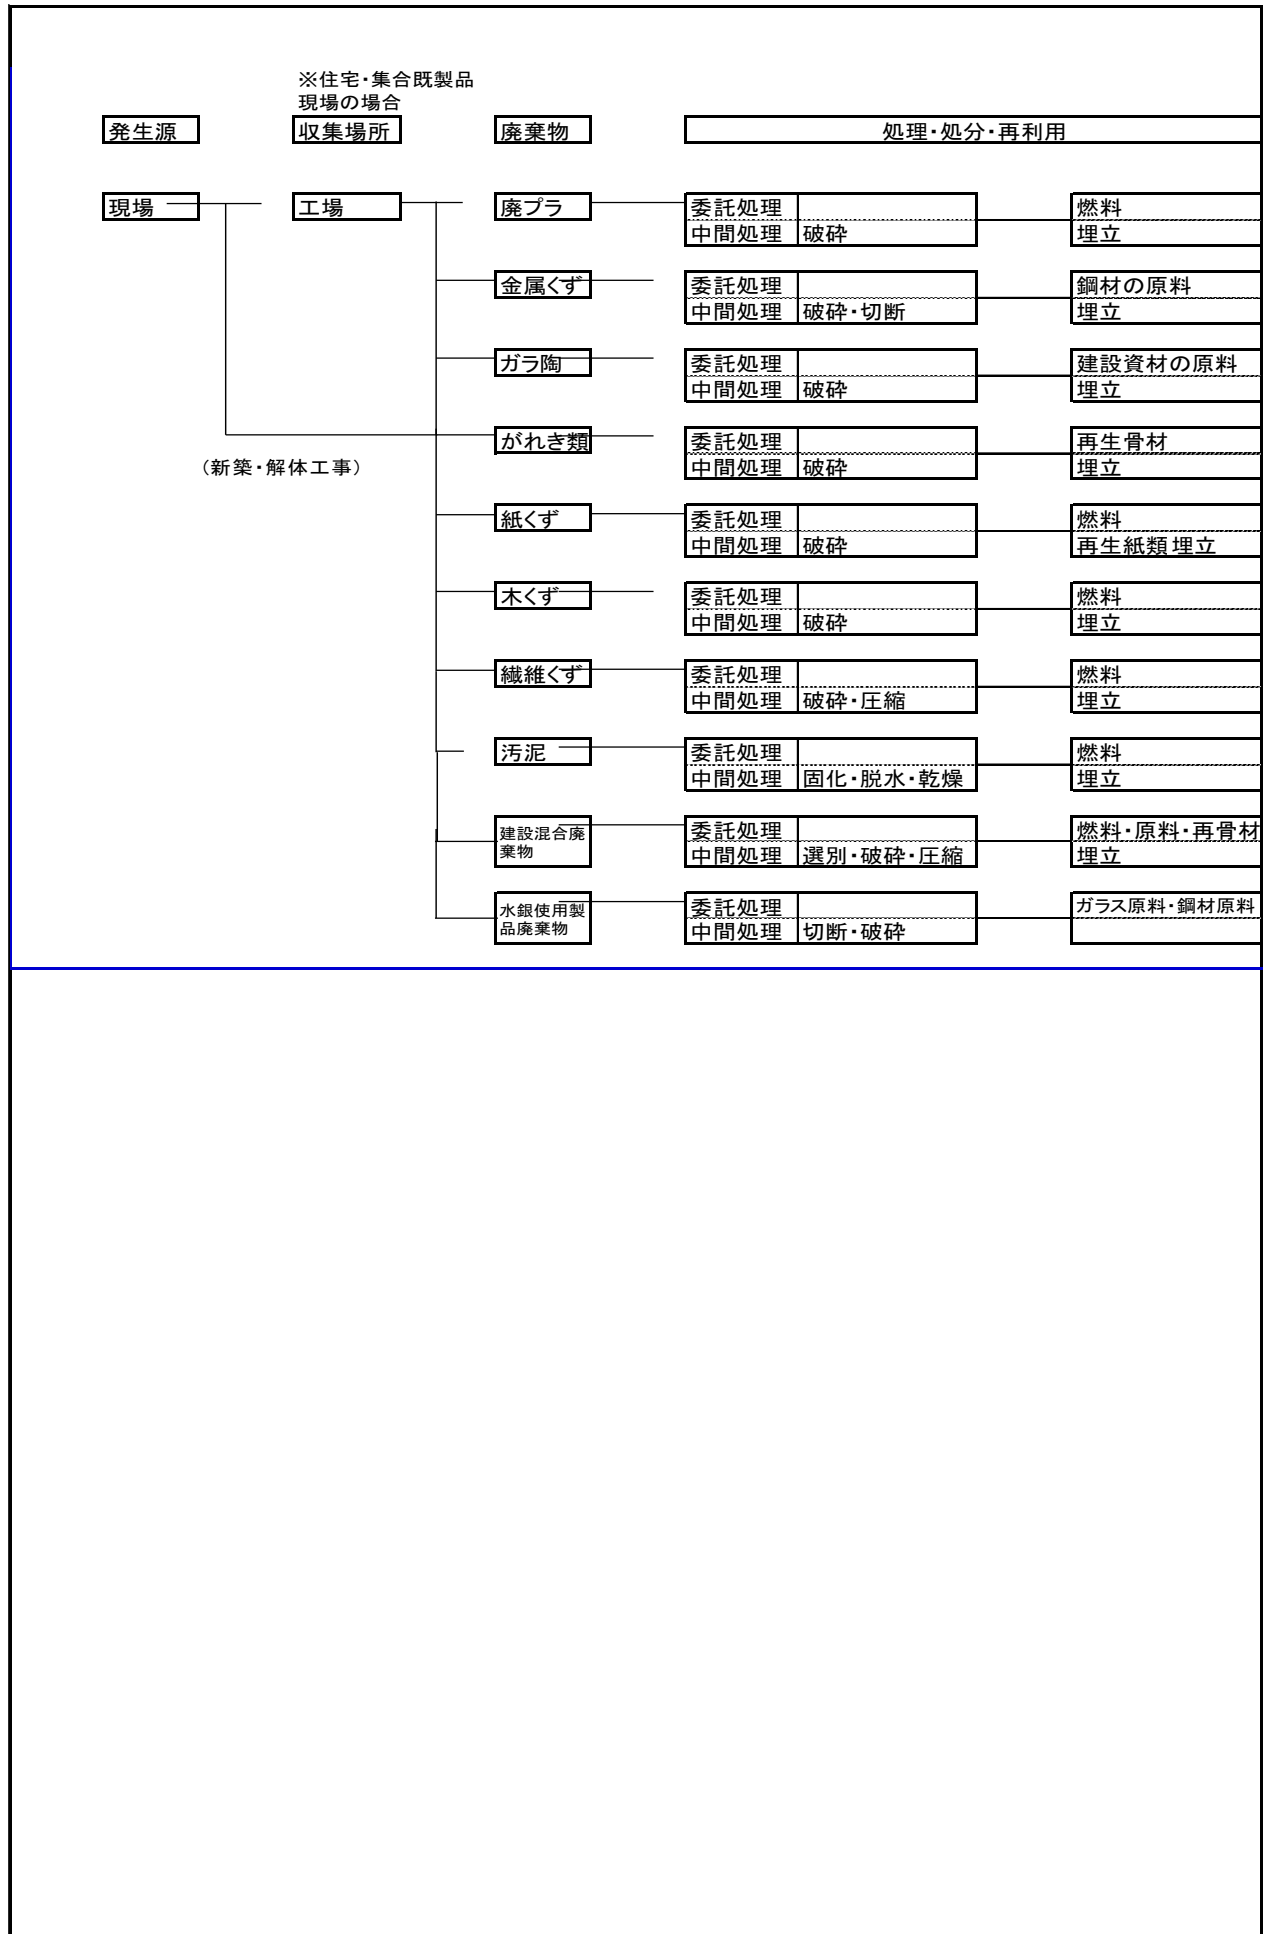 ※住宅・集合既製品
現場の場合
発生源 収集場所 廃棄物 処理・処分・再利用
現場 工場 廃プラ 委託処理 燃料
中間処理 破砕 埋立
金属くず 委託処理 鋼材の原料
中間処理 破砕・切断 埋立
ガラ陶 委託処理 建設資材の原料
中間処理 破砕 埋立
がれき類 委託処理 再生骨材
（新築・解体工事） 中間処理 破砕 埋立
紙くず 委託処理 燃料
中間処理 破砕 再生紙類 埋立
木くず 委託処理 燃料
中間処理 破砕 埋立
繊維くず 委託処理 燃料
中間処理 破砕・圧縮 埋立
汚泥 委託処理 燃料
中間処理 固化・脱水・乾燥 埋立
建設混合廃 委託処理 燃料・原料・再骨材
棄物 中間処理 選別・破砕・圧縮 埋立
水銀使用製 委託処理 ガラス原料・鋼材原料
品廃棄物 中間処理 切断・破砕